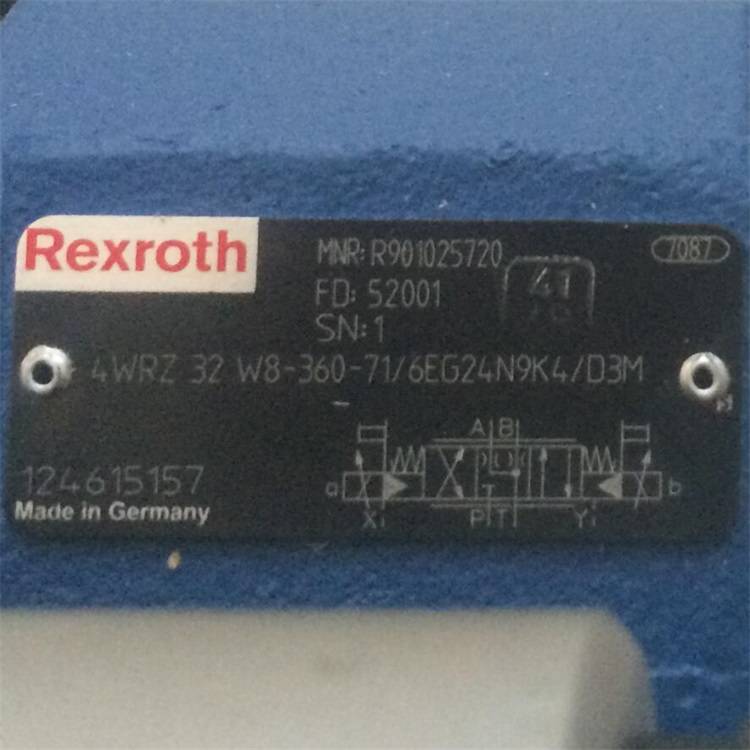 Rexroth
MNR: R901025720
7087
FD: 52001
41
SN: 1
4WRZ 32 W8-360-71/6EG24N9K4/D3M
A B
a
b
X
P T
Y
124615157
Made in Germany